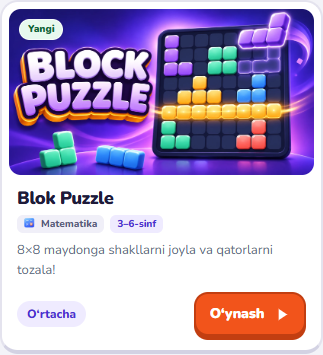 Yangi
BLOCK
PUZZLE
Blok Puzzle
Matematika
3–6-sinf
8×8 maydonga shakllarni joyla va qatorlarni
tozala!
O‘rtacha
O‘ynash